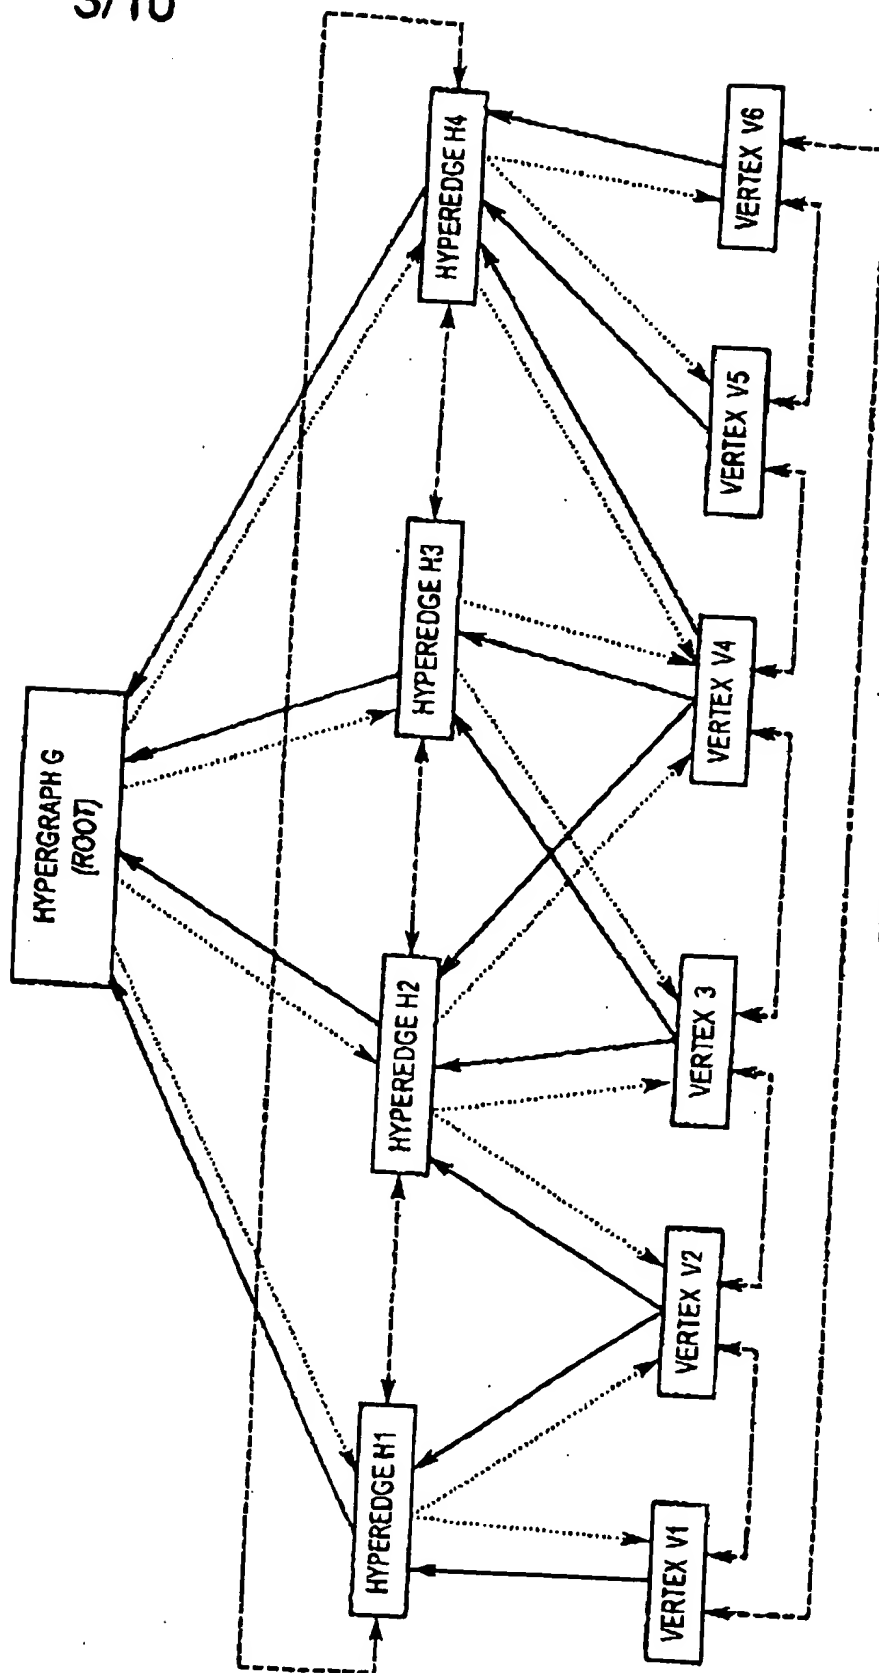 3/10
HYPERGRAPH G
(ROOT)
HYPEREDGE H1
HYPEREDGE H2
HYPEREDGE H3
HYPEREDGE H4
VERTEX V1
VERTEX V2
VERTEX 3
VERTEX V4
VERTEX V5
VERTEX V6